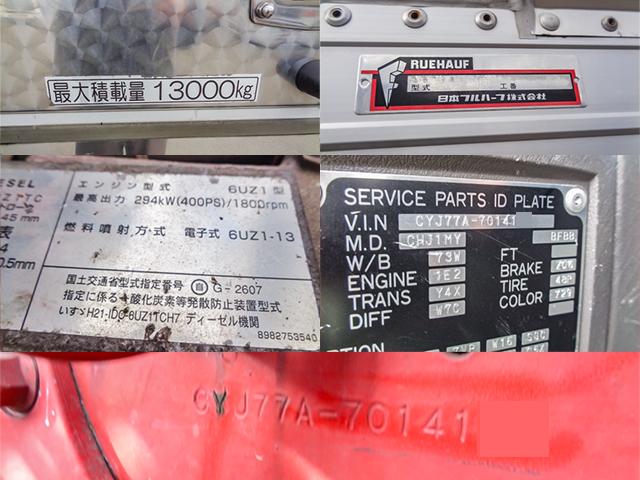 最大積載量 13000kg
RUEHAUF
型式 工番
日本フルハーフ株式会社
エンジン型式 6UZ1型
最高出力 294kW(400PS)/1800rpm
燃料噴射方式 電子式 6UZ1-13
国土交通省型式指定番号 自 G-2607
指定に係る一酸化炭素等発散防止装置型式
いすゞH21-IDC-6UZ1TCH7 ディーゼル機関
8982753540
SERVICE PARTS ID PLATE
V.I.N CYJ77A-70141
M.D. CHJ1MY
W/B 73W FT
ENGINE 1E2 BRAKE
TRANS Y4X TIRE
DIFF W7C COLOR 729
CYJ77A-70141